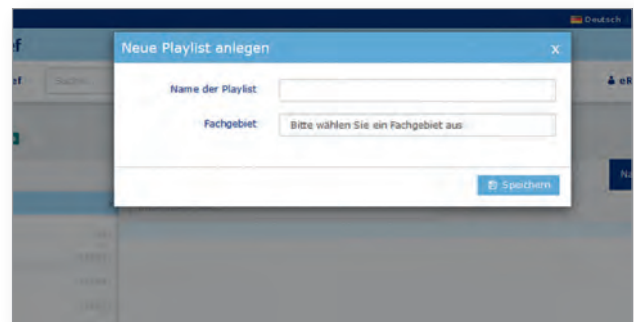 Deutsch
Neue Playlist anlegen x
Name der Playlist
Fachgebiet Bitte wählen Sie ein Fachgebiet aus
Speichern